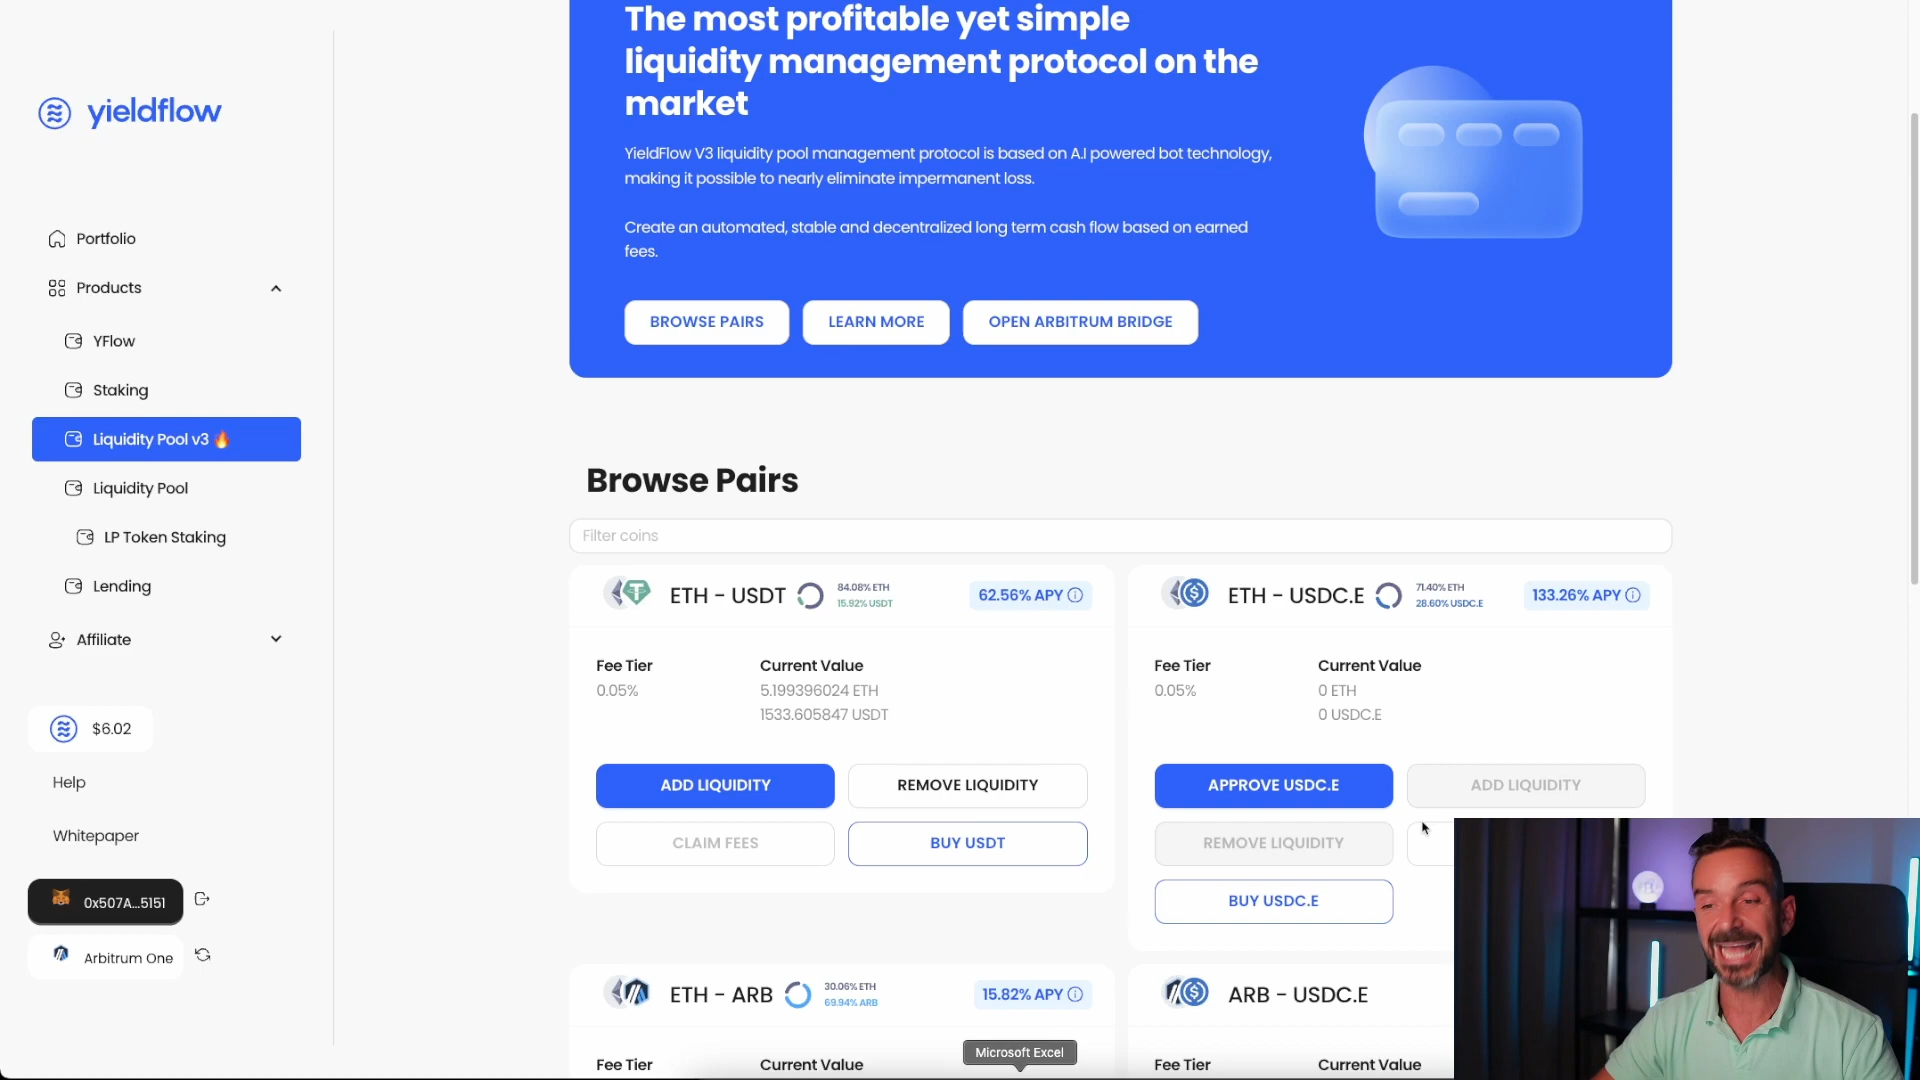 yieldflow
Portfolio
Products
YFlow
Staking
Liquidity Pool v3
Liquidity Pool
LP Token Staking
Lending
Affiliate
$6.02
Help
Whitepaper
0x507A...5151
Arbitrum One
The most profitable yet simple
liquidity management protocol on the
market
YieldFlow V3 liquidity pool management protocol is based on A.I powered bot technology,
making it possible to nearly eliminate impermanent loss.
Create an automated, stable and decentralized long term cash flow based on earned
fees.
BROWSE PAIRS LEARN MORE OPEN ARBITRUM BRIDGE
Browse Pairs
Filter coins
ETH - USDT
84.08% ETH
15.92% USDT
62.56% APY
Fee Tier Current Value
0.05% 5.199396024 ETH
1533.605847 USDT
ADD LIQUIDITY REMOVE LIQUIDITY
CLAIM FEES BUY USDT
ETH - USDC.E
71.40% ETH
28.60% USDC.E
133.26% APY
Fee Tier Current Value
0.05% 0 ETH
0 USDC.E
APPROVE USDC.E ADD LIQUIDITY
REMOVE LIQUIDITY
BUY USDC.E
ETH - ARB
30.06% ETH
69.94% ARB
15.82% APY
Fee Tier Current Value
ARB - USDC.E
Fee Tier Current Value
Microsoft Excel